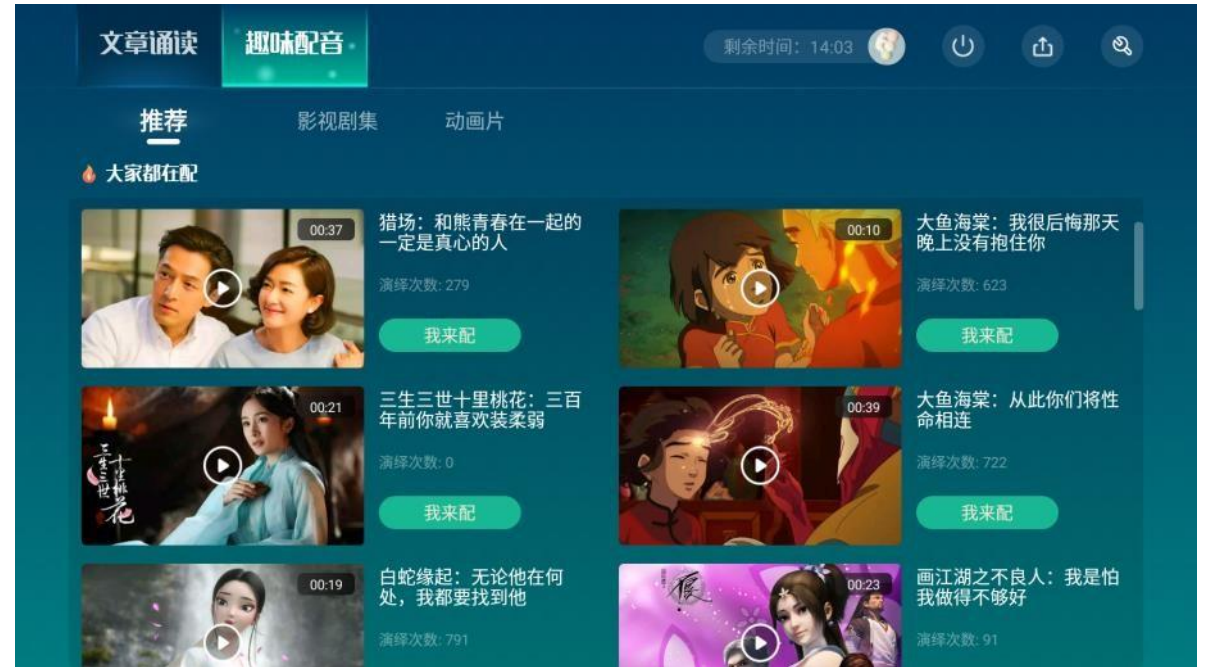 文章诵读
趣味配音
剩余时间：14:03
推荐
影视剧集
动画片
大家都在配
00:37
猎场：和熊青春在一起的
一定是真心的人
演绎次数: 279
我来配
00:10
大鱼海棠：我很后悔那天
晚上没有抱住你
演绎次数: 623
我来配
三生三世
十里桃花
00:21
三生三世十里桃花：三百
年前你就喜欢装柔弱
演绎次数: 0
我来配
00:39
大鱼海棠：从此你们将性
命相连
演绎次数: 722
我来配
00:19
白蛇缘起：无论他在何
处，我都要找到他
演绎次数: 791
00:23
画江湖之不良人：我是怕
我做得不够好
演绎次数: 91